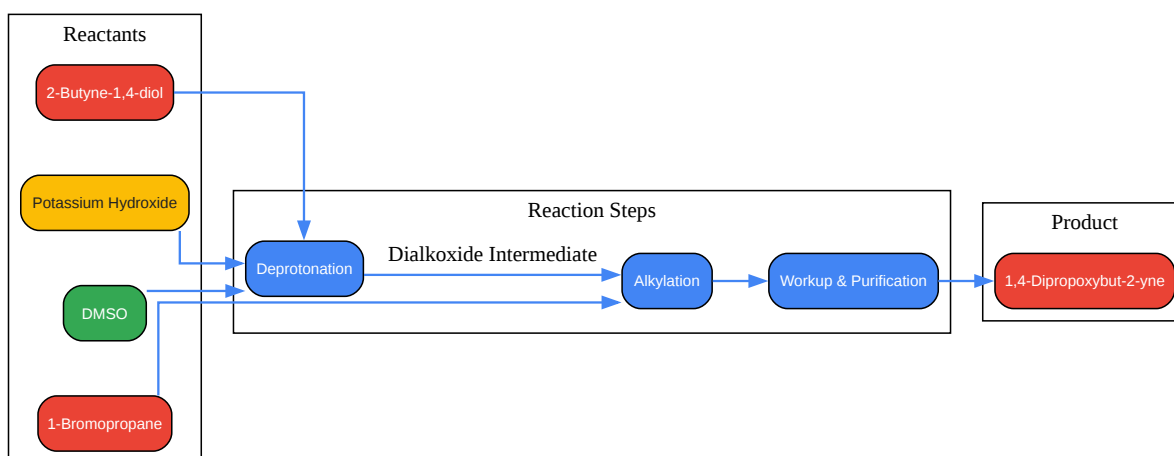 Reactants
2-Butyne-1,4-diol
Potassium Hydroxide
DMSO
1-Bromopropane
Reaction Steps
Deprotonation
Dialkoxide Intermediate
Alkylation
Workup & Purification
Product
1,4-Dipropoxybut-2-yne